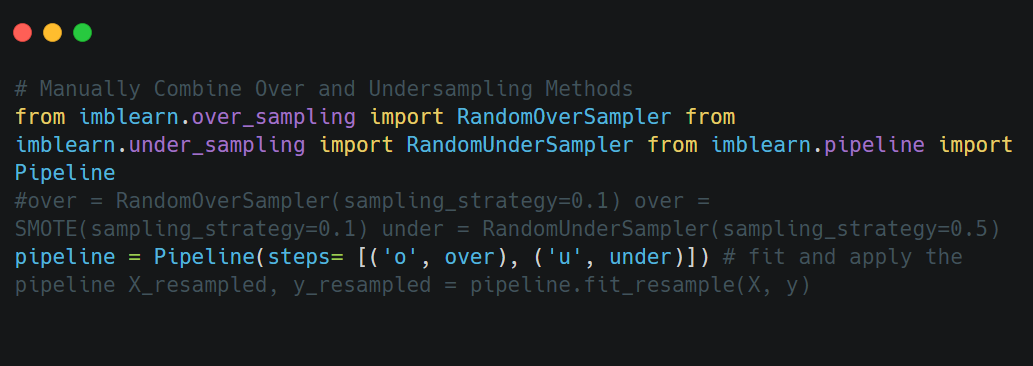 # Manually Combine Over and Undersampling Methods
from imblearn.over_sampling import RandomOverSampler from
imblearn.under_sampling import RandomUnderSampler from imblearn.pipeline import
Pipeline
#over = RandomOverSampler(sampling_strategy=0.1) over =
SMOTE(sampling_strategy=0.1) under = RandomUnderSampler(sampling_strategy=0.5)
pipeline = Pipeline(steps= [('o', over), ('u', under)]) # fit and apply the
pipeline X_resampled, y_resampled = pipeline.fit_resample(X, y)